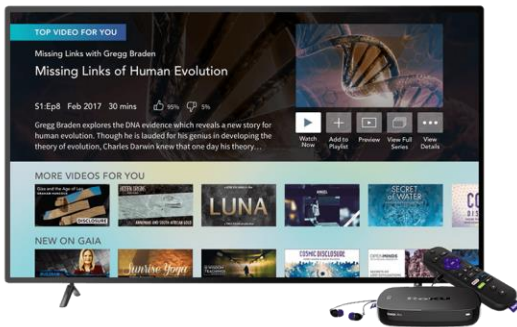 TOP VIDEO FOR YOU
Missing Links with Gregg Braden
Missing Links of Human Evolution
S1:Ep8 Feb 2017 30 mins 95% 5%
Gregg Braden explores the DNA evidence which reveals a new story for
human evolution. Though he is lauded for his genius in developing the
theory of evolution, Charles Darwin knew that one day his theory…
Watch Now
Add to Playlist
Preview
View Full Series
View Details
MORE VIDEOS FOR YOU
DISCLOSURE
LUNA
SECRET of WATER
NEW ON GAIA
Sunrise Yoga
COSMIC DISCLOSURE
OPEN MINDS
Roku